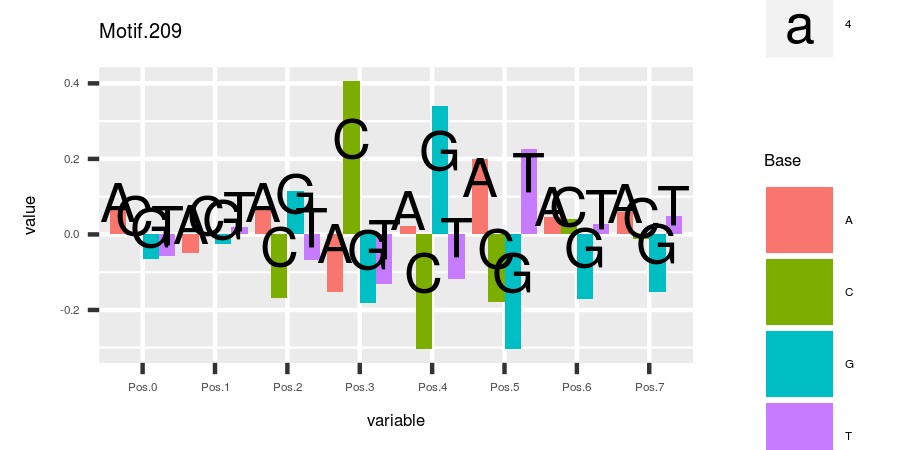 Motif.209
a
4
value
0.4
0.2
0.0
-0.2
A C G T A C G T A C G T A C G T A C G T A C G T A C G T A C G T
Pos.0 Pos.1 Pos.2 Pos.3 Pos.4 Pos.5 Pos.6 Pos.7
variable
Base
A
C
G
T